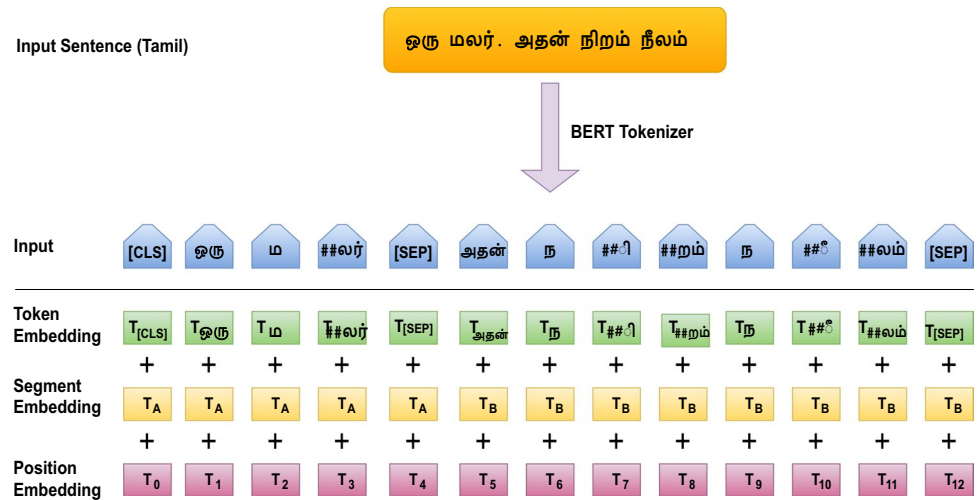 Input Sentence (Tamil)
ஒரு மலர். அதன் நிறம் நீலம்
BERT Tokenizer
Input [CLS] ஒரு ம ##லர் [SEP] அதன் ந ##ி ##றம் ந ##ீ ##லம் [SEP]
Token Embedding T[CLS] Tஒரு Tம T##லர் T[SEP] Tஅதன் Tந T##ி T##றம் Tந T##ீ T##லம் T[SEP]
+ + + + + + + + + + + + +
Segment Embedding TA TA TA TA TA TB TB TB TB TB TB TB TB
+ + + + + + + + + + + + +
Position Embedding T0 T1 T2 T3 T4 T5 T6 T7 T8 T9 T10 T11 T12